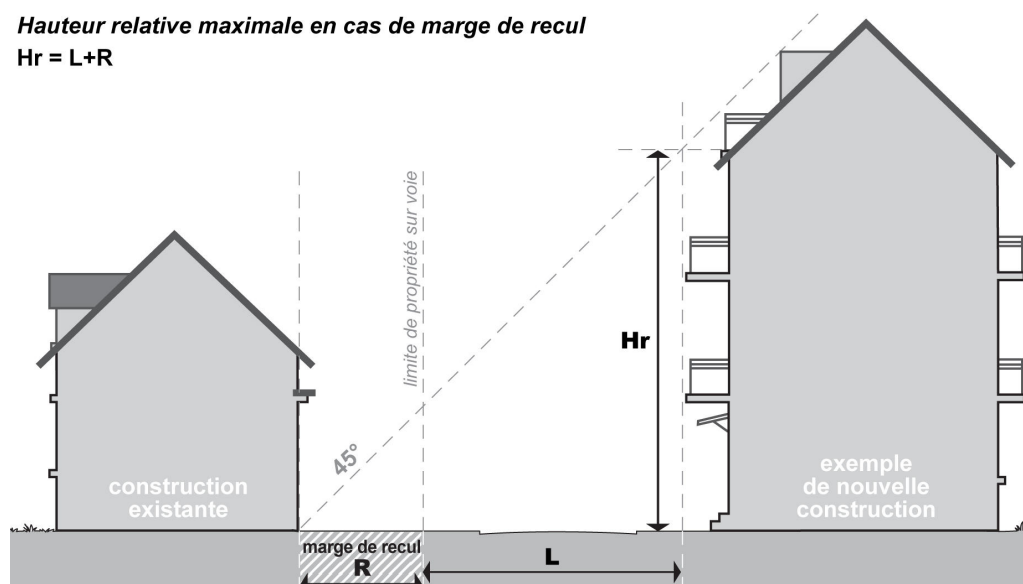 Hauteur relative maximale en cas de marge de recul
Hr = L+R
limite de propriété sur voie
Hr
45°
construction
existante
exemple
de nouvelle
construction
marge de recul
R
L